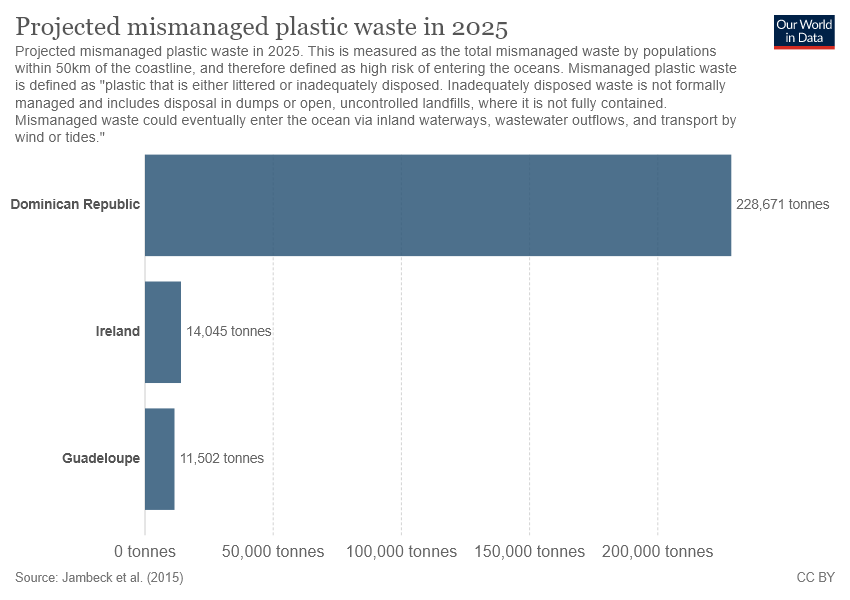 Projected mismanaged plastic waste in 2025
Our World
in Data
Projected mismanaged plastic waste in 2025. This is measured as the total mismanaged waste by populations
within 50km of the coastline, and therefore defined as high risk of entering the oceans. Mismanaged plastic waste
is defined as "plastic that is either littered or inadequately disposed. Inadequately disposed waste is not formally
managed and includes disposal in dumps or open, uncontrolled landfills, where it is not fully contained.
Mismanaged waste could eventually enter the ocean via inland waterways, wastewater outflows, and transport by
wind or tides."
Dominican Republic
228,671 tonnes
Ireland
14,045 tonnes
Guadeloupe
11,502 tonnes
0 tonnes
50,000 tonnes
100,000 tonnes
150,000 tonnes
200,000 tonnes
Source: Jambeck et al. (2015)
CC BY